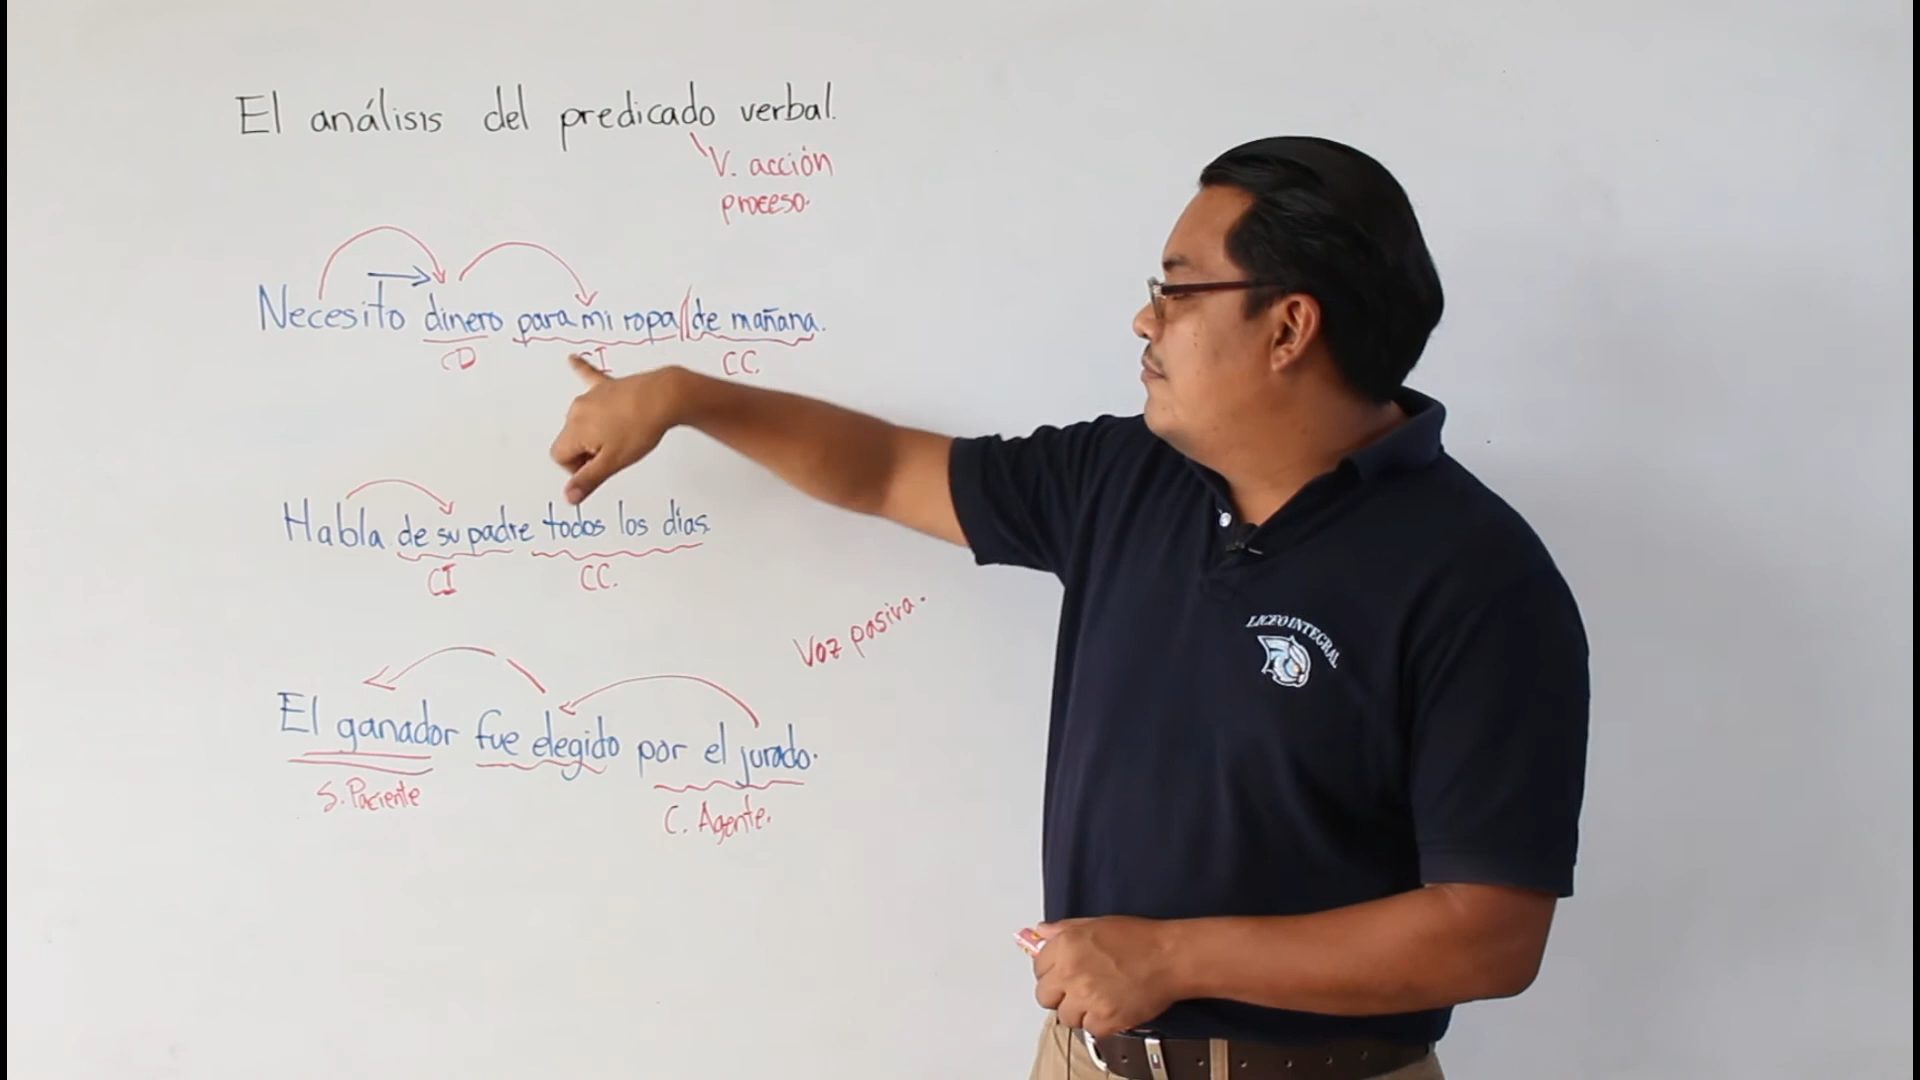 El análisis del predicado verbal.
V. acción
proceso.
Necesito dinero para mi ropa de mañana.
CD CI CC.
Habla de su padre todos los días.
CI CC.
Voz pasiva.
El ganador fue elegido por el jurado.
S. Paciente C. Agente.
LICEO INTEGRAL